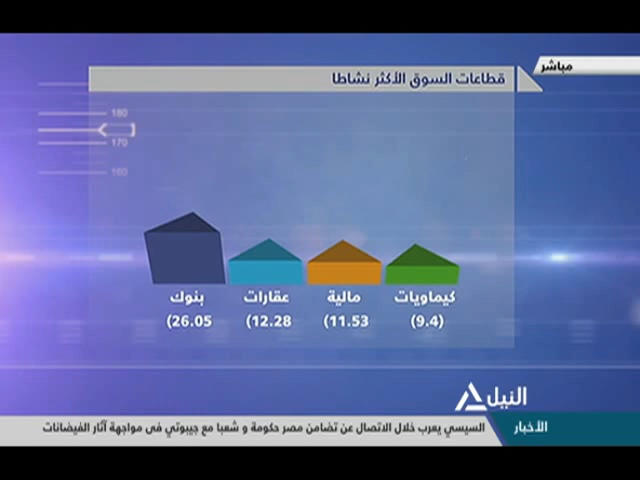 مباشر
قطاعات السوق الأكثر نشاطا
180
170
160
بنوك
عقارات
مالية
كيماويات
(26.05
(12.28
(11.53
(9.4)
النيل
الأخبار
السيسي يعرب خلال الاتصال عن تضامن مصر حكومة و شعبا مع جيبوتي فى مواجهة آثار الفيضانات